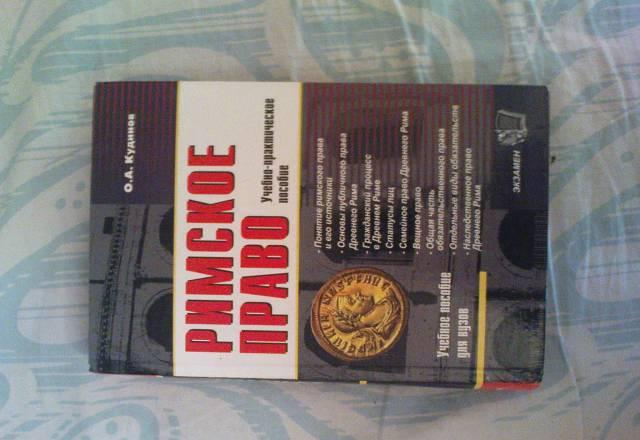 О.А. Кудинов
РИМСКОЕ
ПРАВО
Учебно-практическое
пособие
- Понятие римского права
и его источники
- Основы публичного права
Древнего Рима
- Гражданский процесс
в Древнем Риме
- Статусы лиц
- Семейное право Древнего Рима
- Вещное право
- Общая часть
обязательственного права
- Отдельные виды обязательств
- Наследственное право
Древнего Рима
Учебное пособие
для вузов
ЭКЗАМЕН